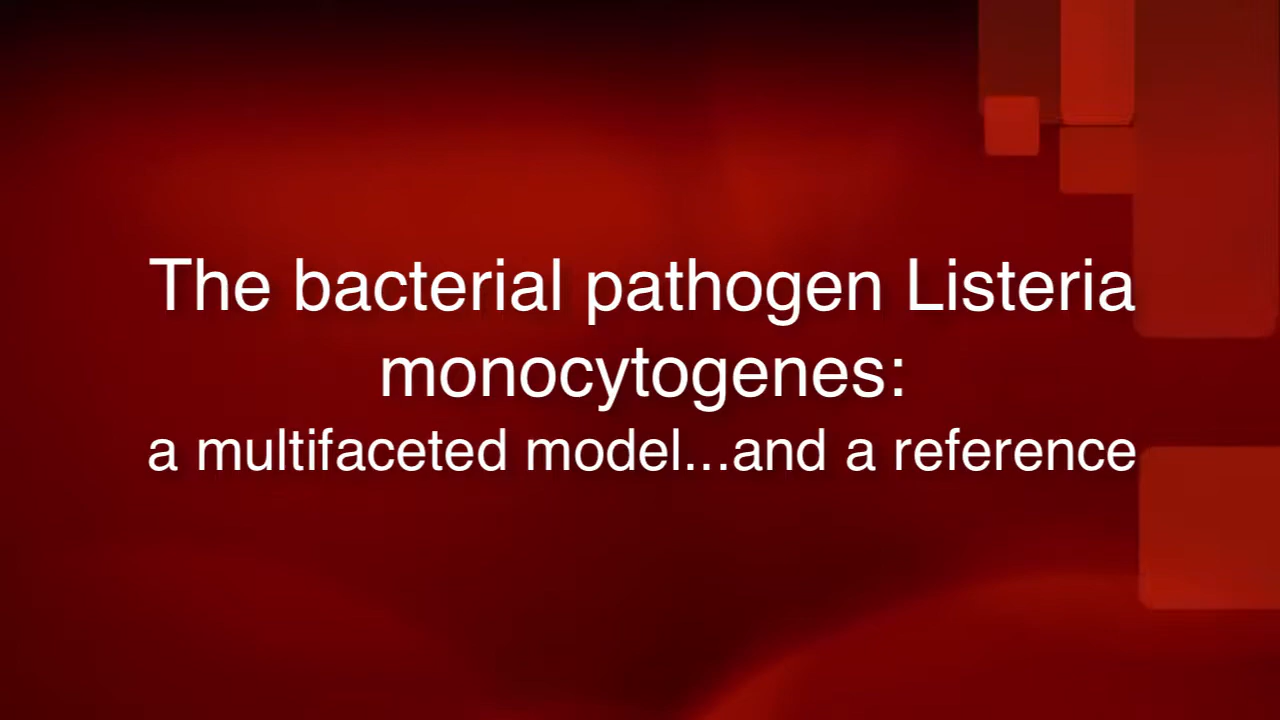 The bacterial pathogen Listeria
monocytogenes:
a multifaceted model...and a reference